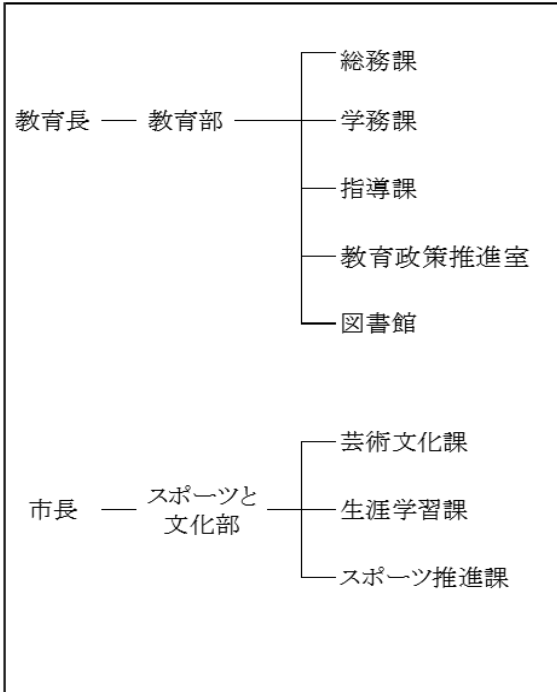 総務課
教育長
教育部
学務課
指導課
教育政策推進室
図書館
芸術文化課
市長
スポーツと
文化部
生涯学習課
スポーツ推進課